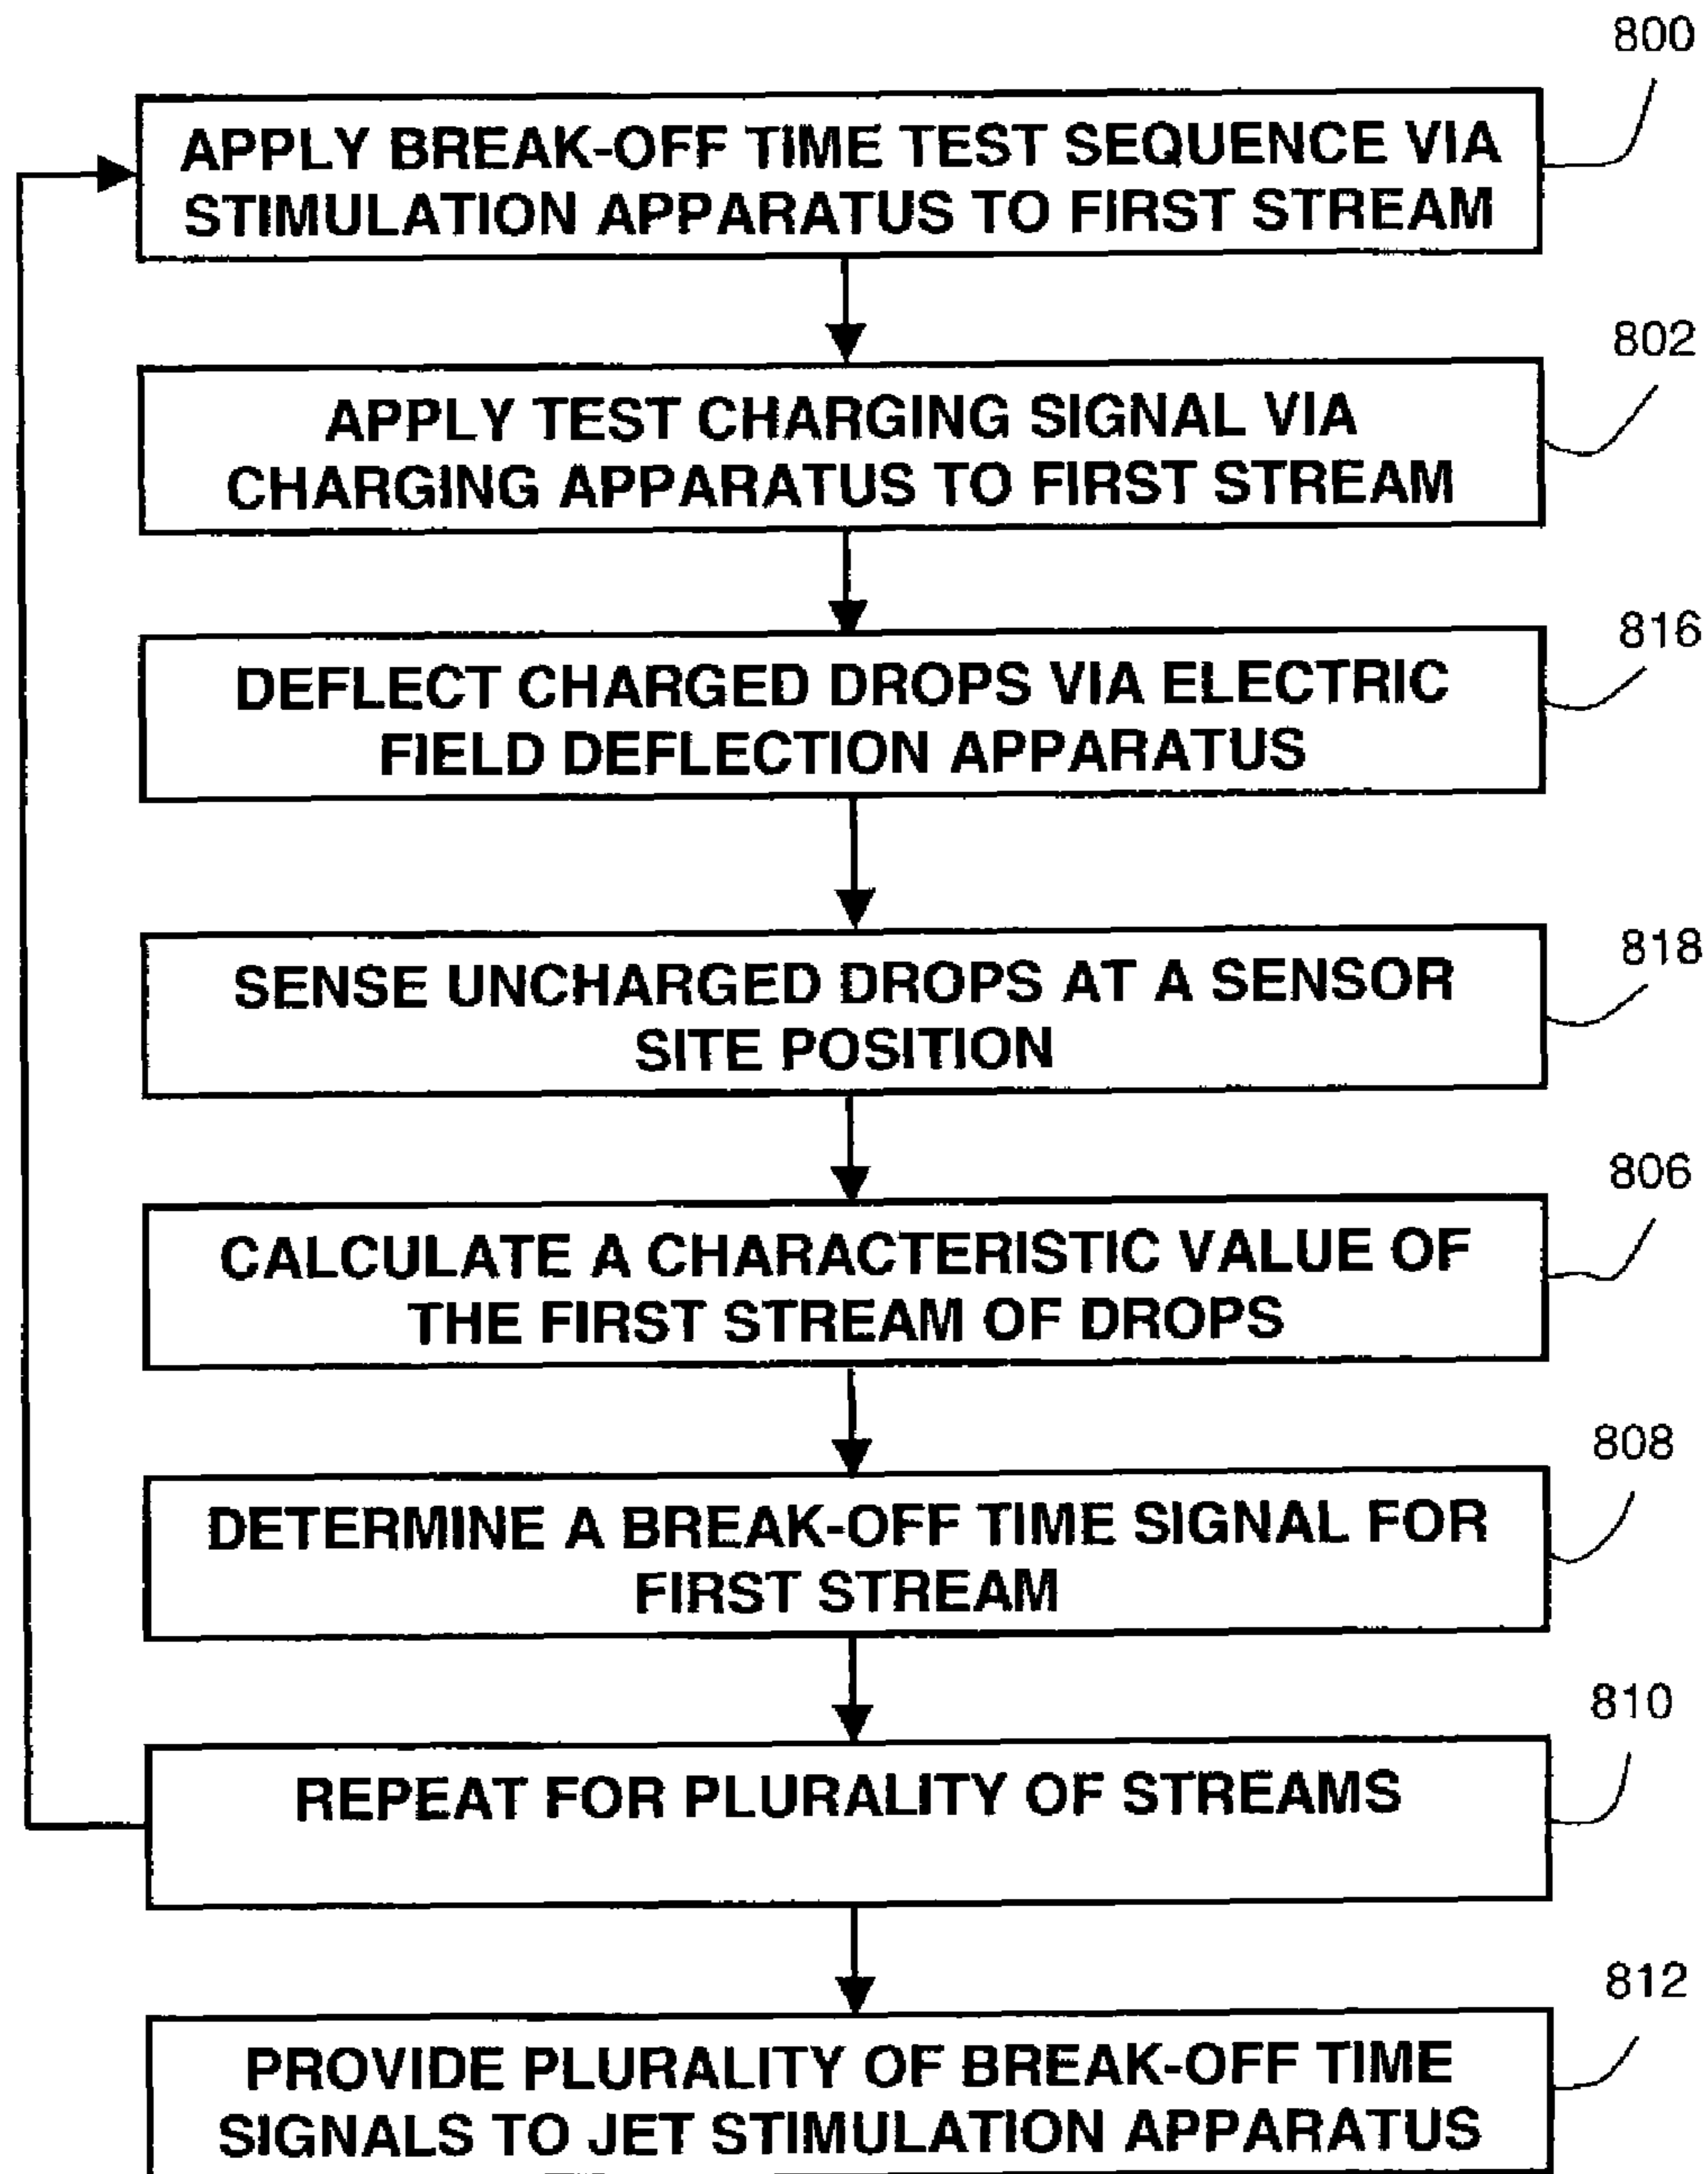 800
APPLY BREAK-OFF TIME TEST SEQUENCE VIA
STIMULATION APPARATUS TO FIRST STREAM
802
APPLY TEST CHARGING SIGNAL VIA
CHARGING APPARATUS TO FIRST STREAM
816
DEFLECT CHARGED DROPS VIA ELECTRIC
FIELD DEFLECTION APPARATUS
818
SENSE UNCHARGED DROPS AT A SENSOR
SITE POSITION
806
CALCULATE A CHARACTERISTIC VALUE OF
THE FIRST STREAM OF DROPS
808
DETERMINE A BREAK-OFF TIME SIGNAL FOR
FIRST STREAM
810
REPEAT FOR PLURALITY OF STREAMS
812
PROVIDE PLURALITY OF BREAK-OFF TIME
SIGNALS TO JET STIMULATION APPARATUS